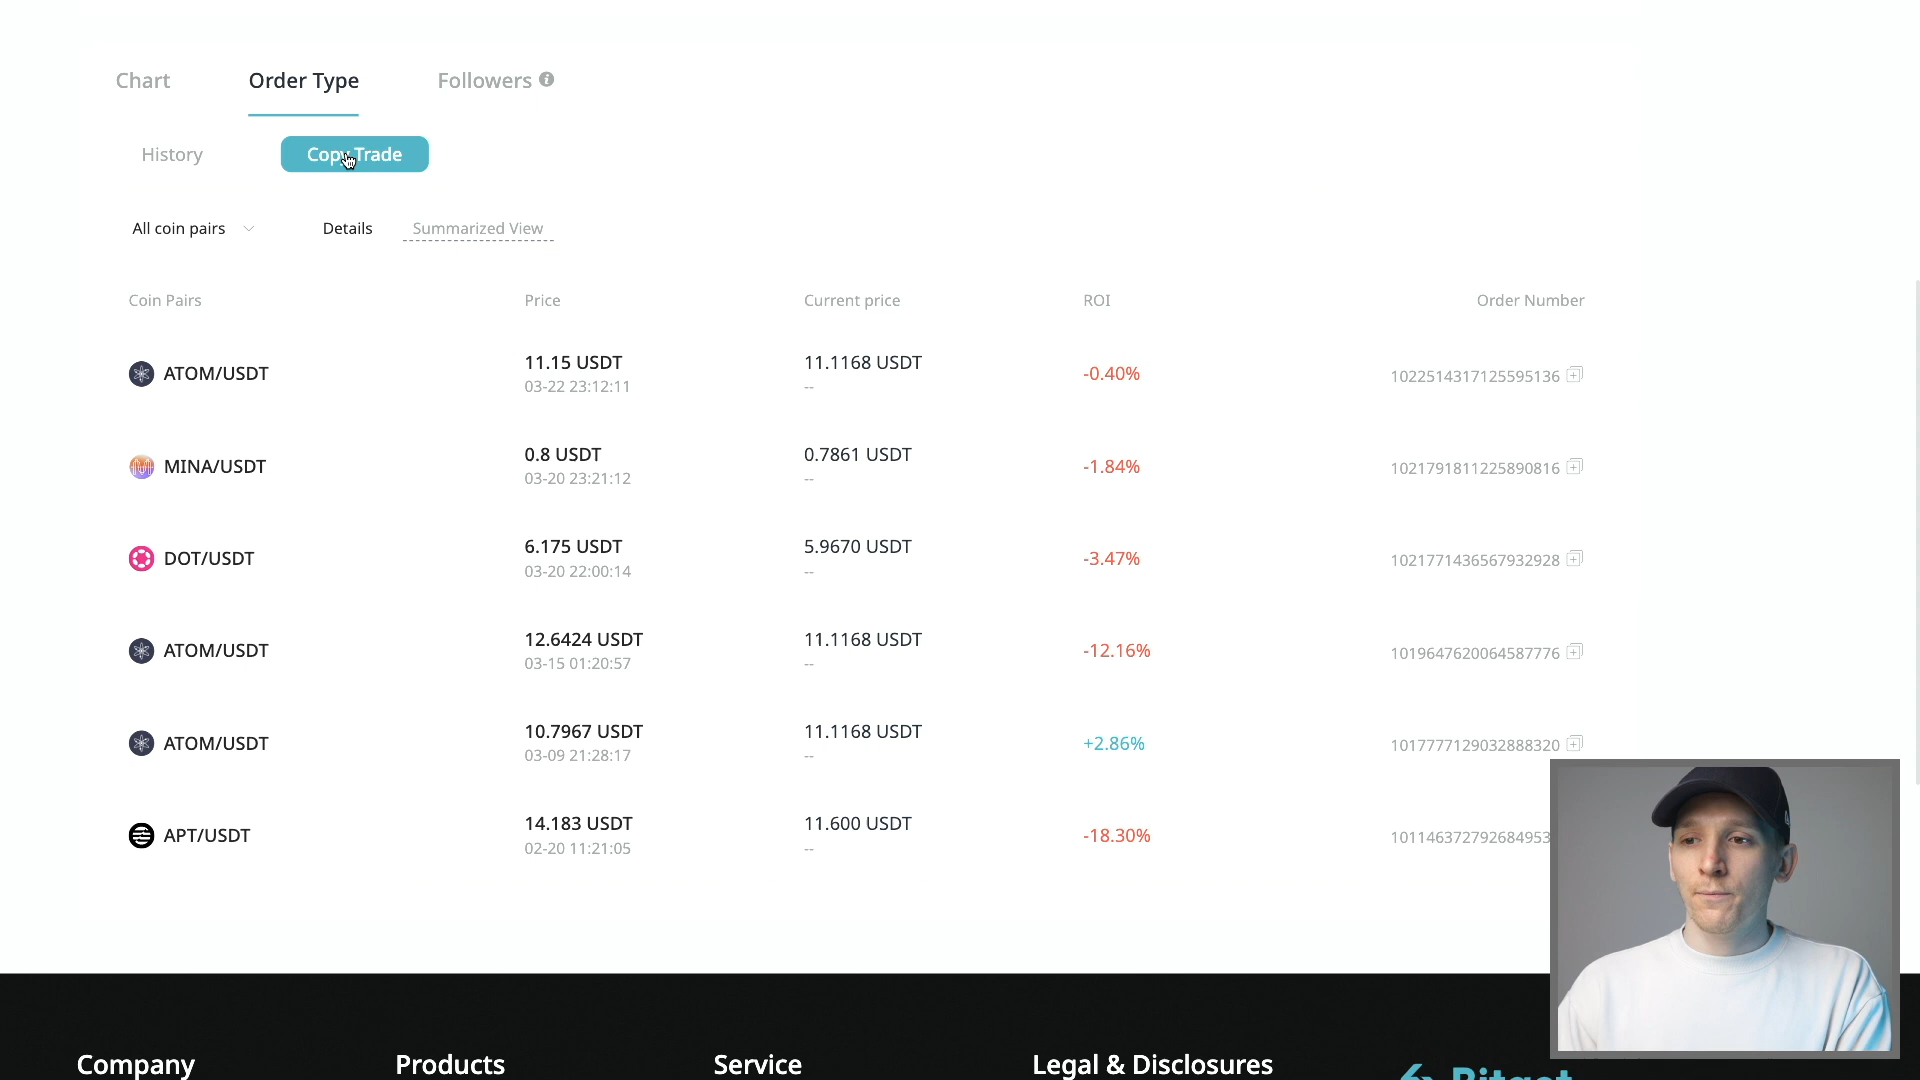 Chart Order Type Followers
History Copy Trade
All coin pairs Details Summarized View
Coin Pairs Price Current price ROI Order Number
ATOM/USDT 11.15 USDT 11.1168 USDT -0.40% 1022514317125595136
03-22 23:12:11 --
MINA/USDT 0.8 USDT 0.7861 USDT -1.84% 1021791811225890816
03-20 23:21:12 --
DOT/USDT 6.175 USDT 5.9670 USDT -3.47% 1021771436567932928
03-20 22:00:14 --
ATOM/USDT 12.6424 USDT 11.1168 USDT -12.16% 1019647620064587776
03-15 01:20:57 --
ATOM/USDT 10.7967 USDT 11.1168 USDT +2.86% 1017777129032888320
03-09 21:28:17 --
APT/USDT 14.183 USDT 11.600 USDT -18.30% 101146372792684953
02-20 11:21:05 --
Company Products Service Legal & Disclosures Bitget